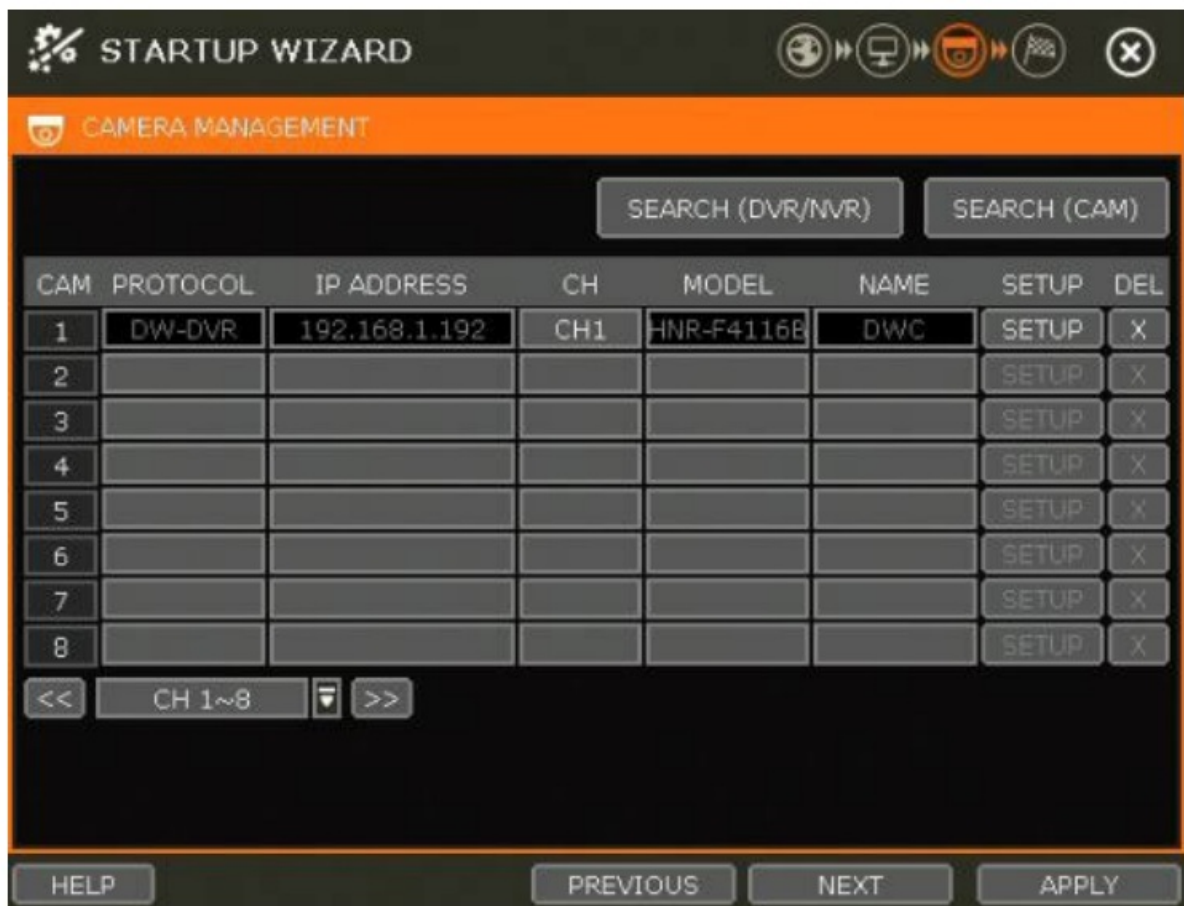 STARTUP WIZARD
CAMERA MANAGEMENT
SEARCH (DVR/NVR) SEARCH (CAM)
CAM PROTOCOL IP ADDRESS CH MODEL NAME SETUP DEL
1 DW-DVR 192.168.1.192 CH1 HNR-F4116B DWC SETUP X
2 SETUP X
3 SETUP X
4 SETUP X
5 SETUP X
6 SETUP X
7 SETUP X
8 SETUP X
<< CH 1~8 >>
HELP PREVIOUS NEXT APPLY